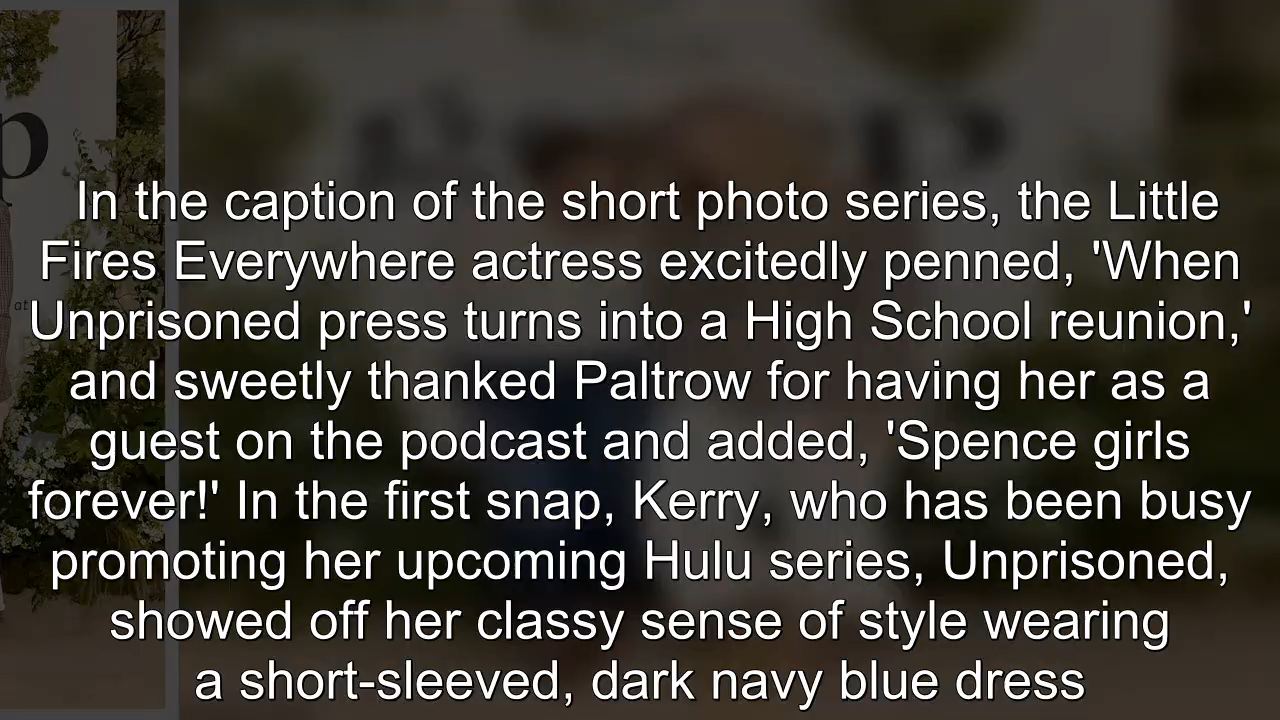 p
at
In the caption of the short photo series, the Little
Fires Everywhere actress excitedly penned, 'When
Unprisoned press turns into a High School reunion,'
and sweetly thanked Paltrow for having her as a
guest on the podcast and added, 'Spence girls
forever!' In the first snap, Kerry, who has been busy
promoting her upcoming Hulu series, Unprisoned,
showed off her classy sense of style wearing
a short-sleeved, dark navy blue dress